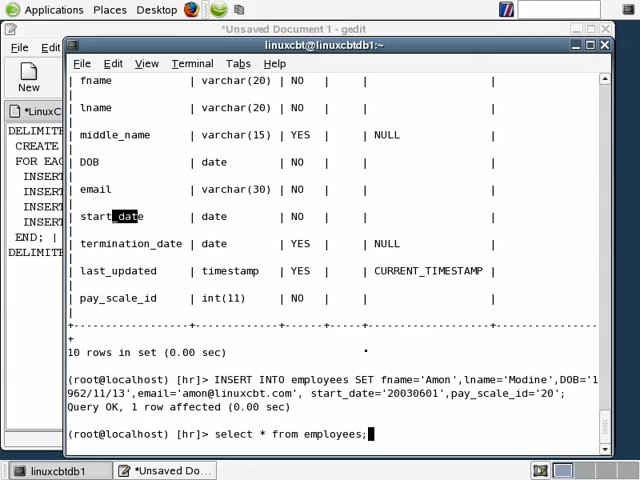 Applications Places Desktop
*Unsaved Document 1 - gedit
linuxcbt@linuxcbtdb1:~
File Edi
File Edit View Terminal Tabs Help
New
*LinuxC
DELIMITE
CREATE
FOR EAC
INSERT
INSERT
INSERT
INSERT
END; |
DELIMITE
| fname | varchar(20) | NO | | |
|
| lname | varchar(20) | NO | | |
|
| middle_name | varchar(15) | YES | | NULL |
|
| DOB | date | NO | | |
|
| email | varchar(30) | NO | | |
|
| start_date | date | NO | | |
|
| termination_date | date | YES | | NULL |
|
| last_updated | timestamp | YES | | CURRENT_TIMESTAMP |
|
| pay_scale_id | int(11) | NO | | |
|
+------------------+-------------+------+-----+-------------------+-----------
+
10 rows in set (0.00 sec)
(root@localhost) [hr]> INSERT INTO employees SET fname='Amon',lname='Modine',DOB='1
962/11/13',email='amon@linuxcbt.com', start_date='20030601',pay_scale_id='20';
Query OK, 1 row affected (0.00 sec)
(root@localhost) [hr]> select * from employees;
linuxcbtdb1
*Unsaved Do...